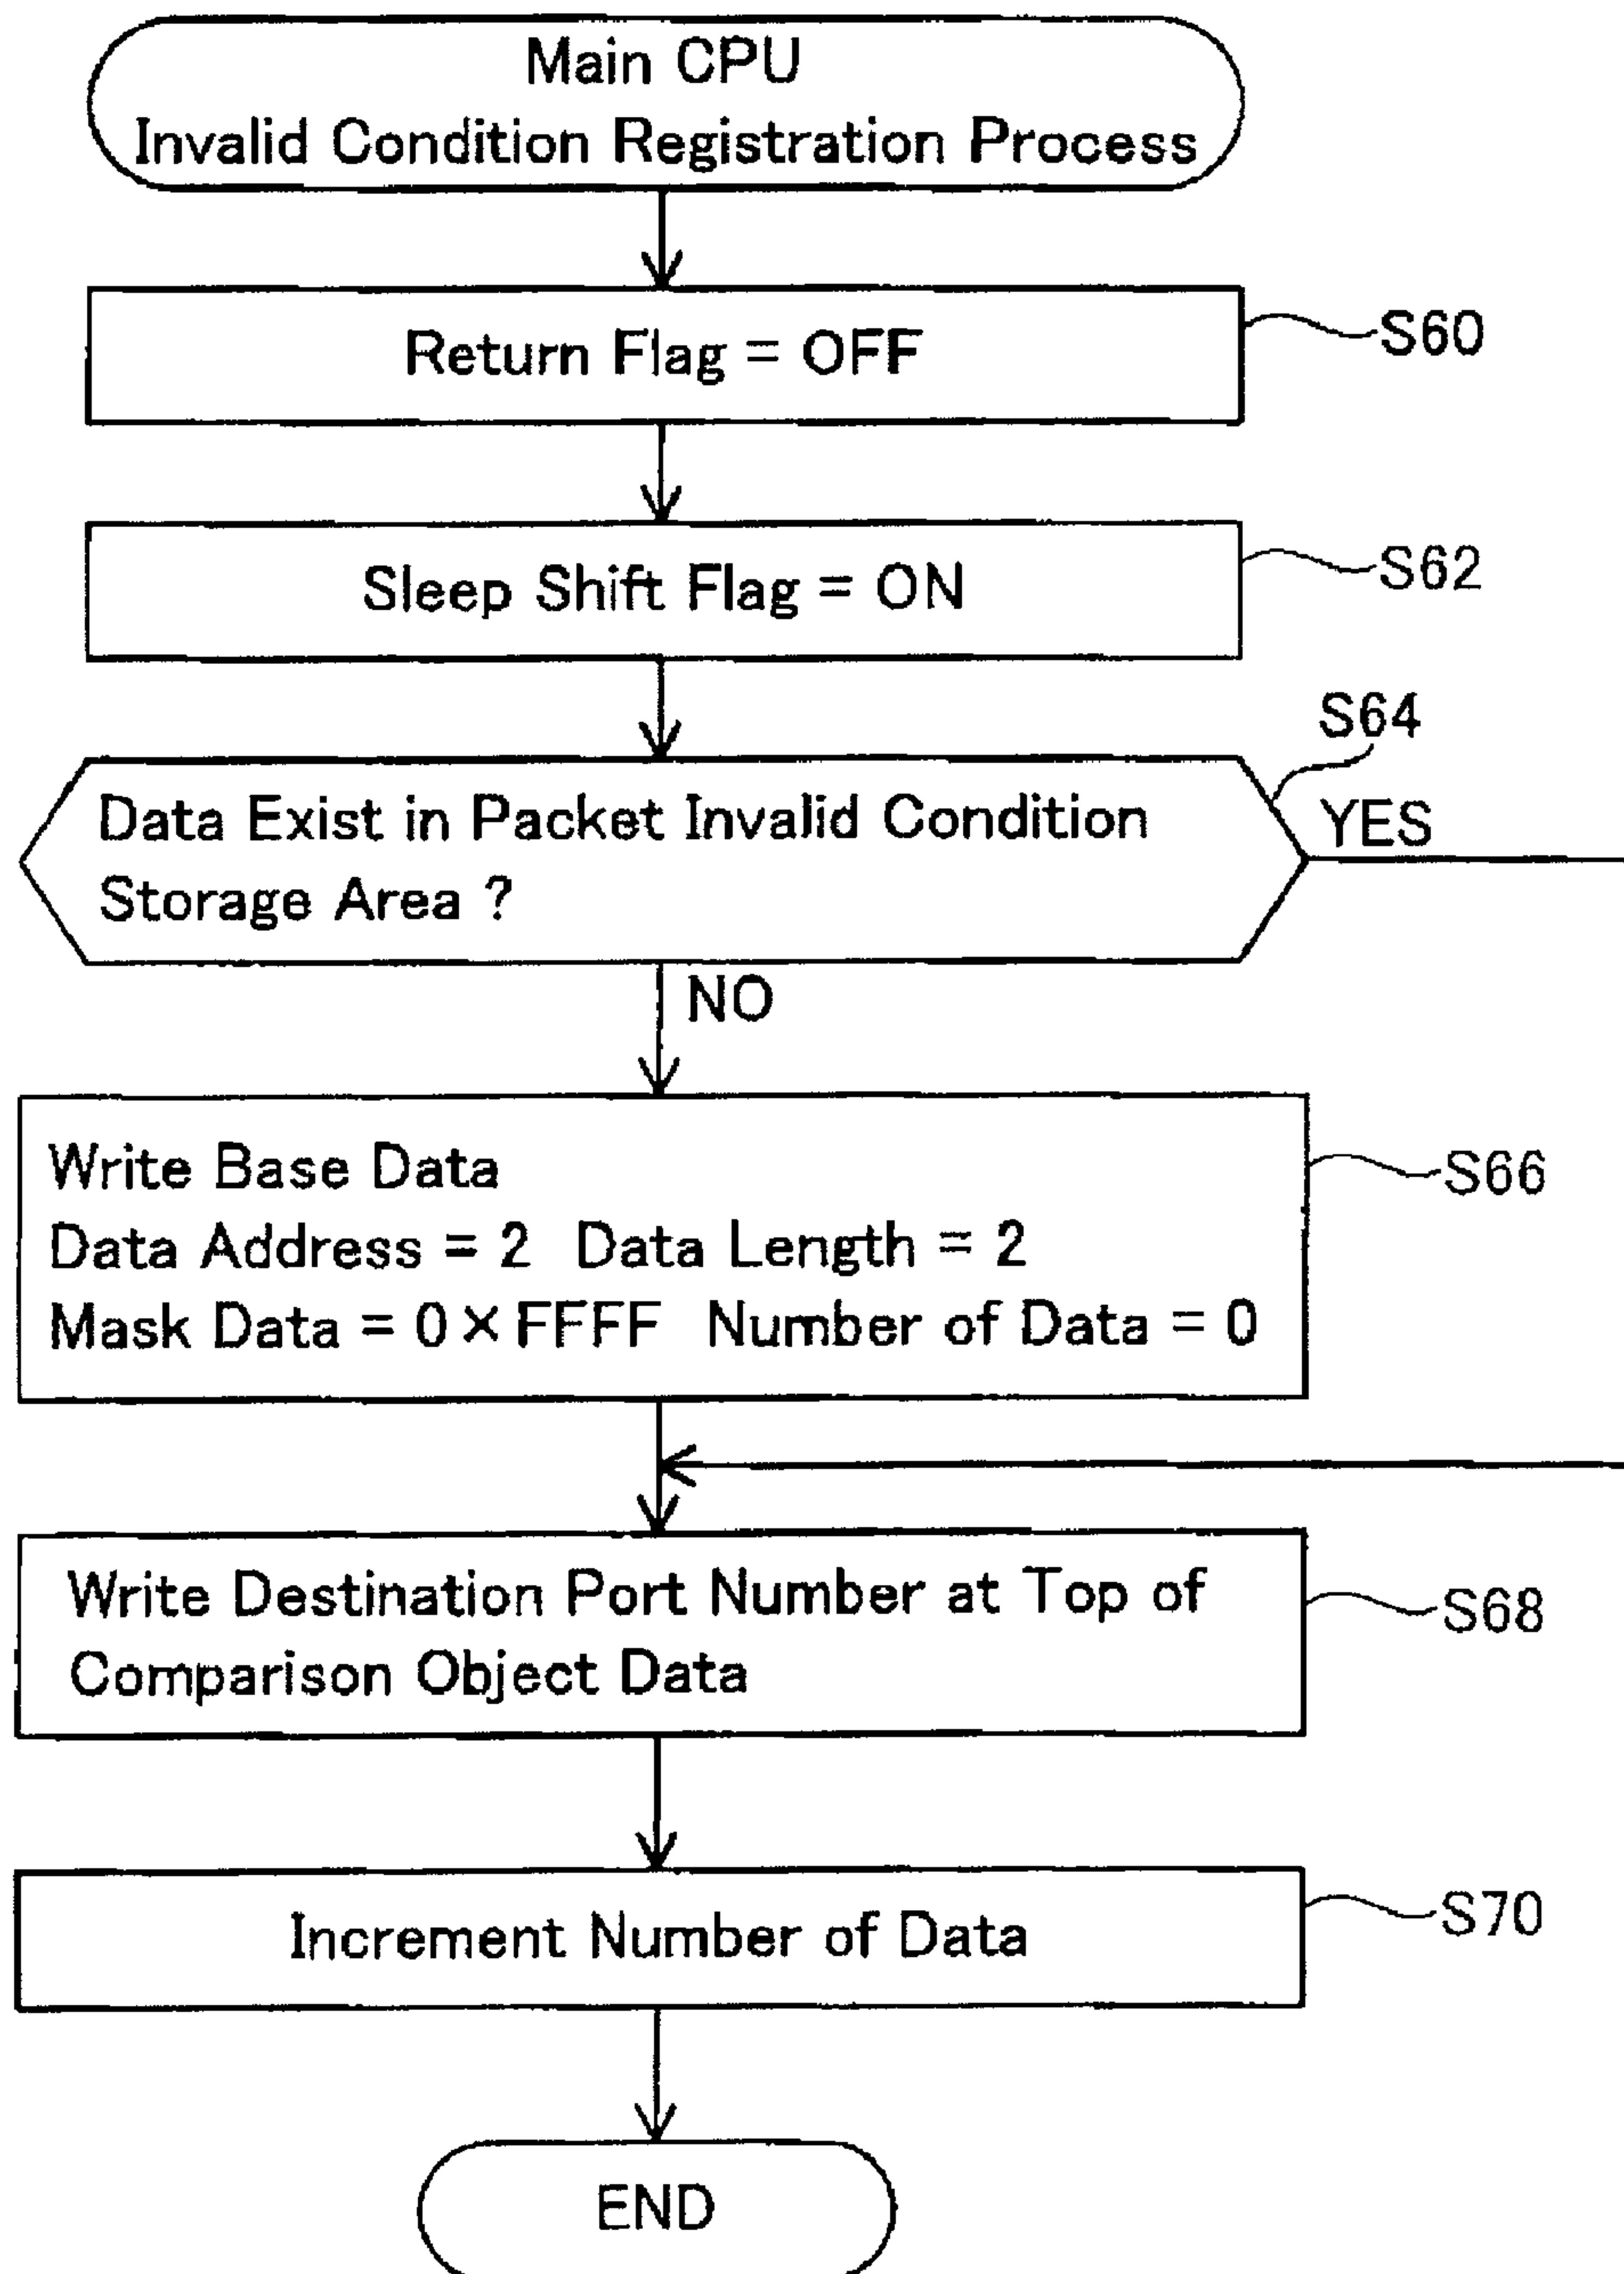 Main CPU
Invalid Condition Registration Process
Return Flag = OFF
S60
Sleep Shift Flag = ON
S62
S64
Data Exist in Packet Invalid Condition
Storage Area ?
YES
NO
Write Base Data
Data Address = 2 Data Length = 2
Mask Data = 0 × FFFF Number of Data = 0
S66
Write Destination Port Number at Top of
Comparison Object Data
S68
Increment Number of Data
S70
END